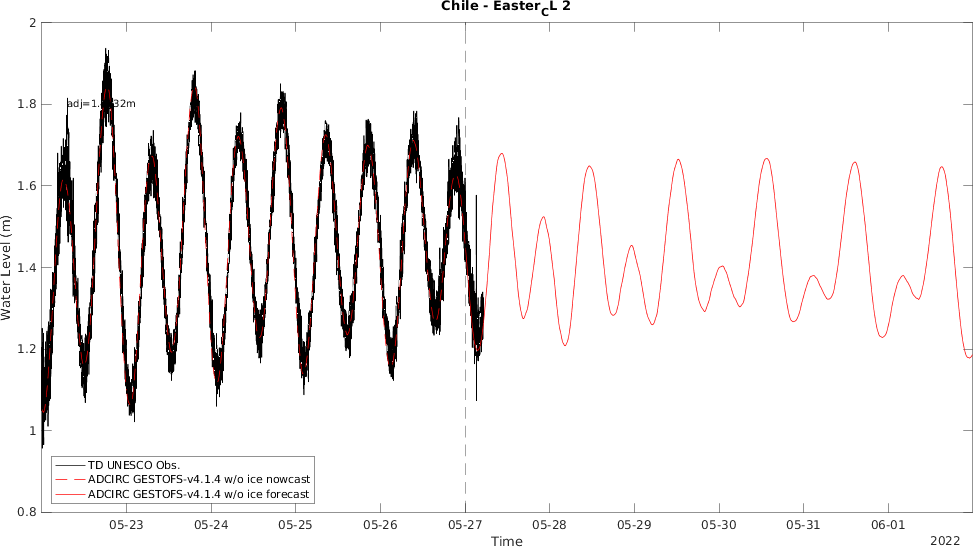 Chile - Easter_CL 2
2
1.8
1.6
1.4
1.2
1
0.8
Water Level (m)
TD UNESCO Obs.
ADCIRC GESTOFS-v4.1.4 w/o ice nowcast
ADCIRC GESTOFS-v4.1.4 w/o ice forecast
05-23 05-24 05-25 05-26 05-27 05-28 05-29 05-30 05-31 06-01
Time
2022